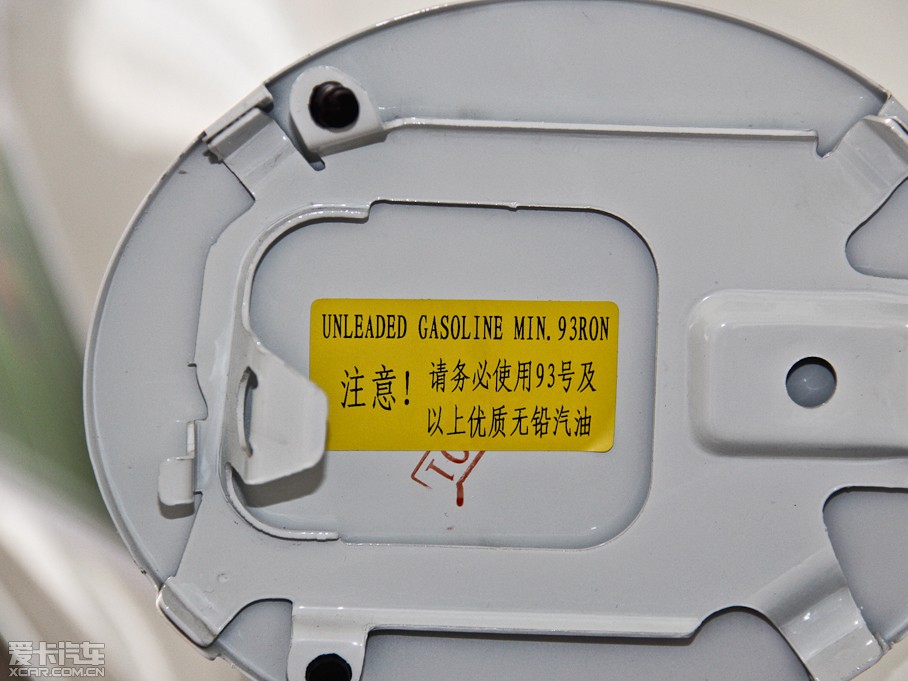 UNLEADED GASOLINE MIN. 93RON
注意! 请务必使用93号及
以上优质无铅汽油
爱卡汽车
XCAR.COM.CN